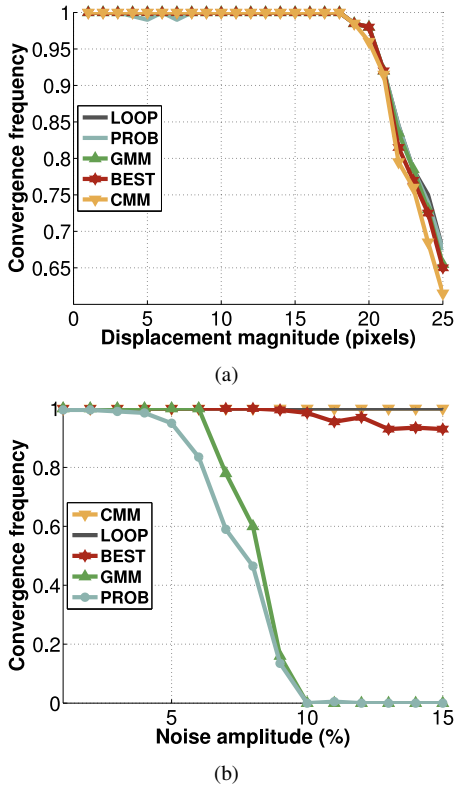 Convergence frequency
1
0.95
0.9
0.85
0.8
0.75
0.7
0.65
LOOP
PROB
GMM
BEST
CMM
0 5 10 15 20 25
Displacement magnitude (pixels)
(a)
Convergence frequency
1
0.8
0.6
0.4
0.2
0
CMM
LOOP
BEST
GMM
PROB
5 10 15
Noise amplitude (%)
(b)